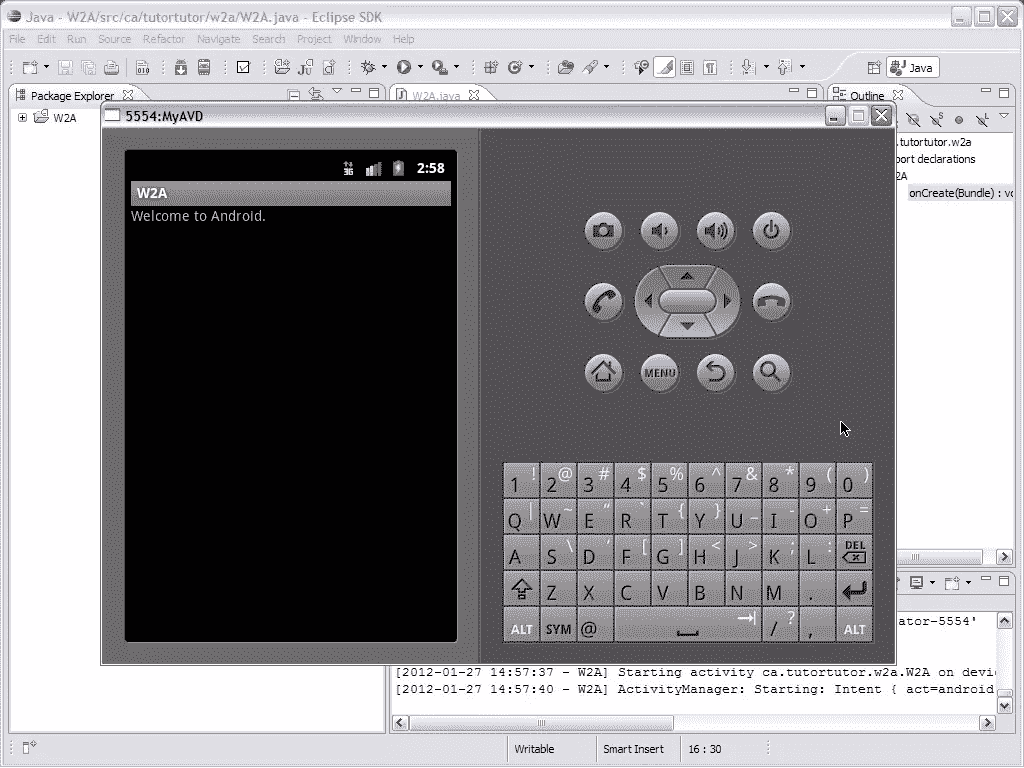 Java - W2A/src/ca/tutortutor/w2a/W2A.java - Eclipse SDK
File Edit Run Source Refactor Navigate Search Project Window Help
Java
Package Explorer
W2A.java
Outline
W2A
5554:MyAVD
.tutortutor.w2a
port declarations
2A
onCreate(Bundle) : vo
3G 2:58
W2A
Welcome to Android.
MENU
1 ! 2 @ 3 # 4 $ 5 % 6 ^ 7 & 8 * 9 ( 0 )
Q | W ~ E " R ` T { Y } U _ I - O + P =
A S \ D ' F [ G ] H < J > K ; L : DEL
Z X C V B N M .
ALT SYM @ / ? , ALT
ator-5554'
[2012-01-27 14:57:37 - W2A] Starting activity ca.tutortutor.w2a.W2A on devi
[2012-01-27 14:57:40 - W2A] ActivityManager: Starting: Intent { act=android
Writable Smart Insert 16 : 30